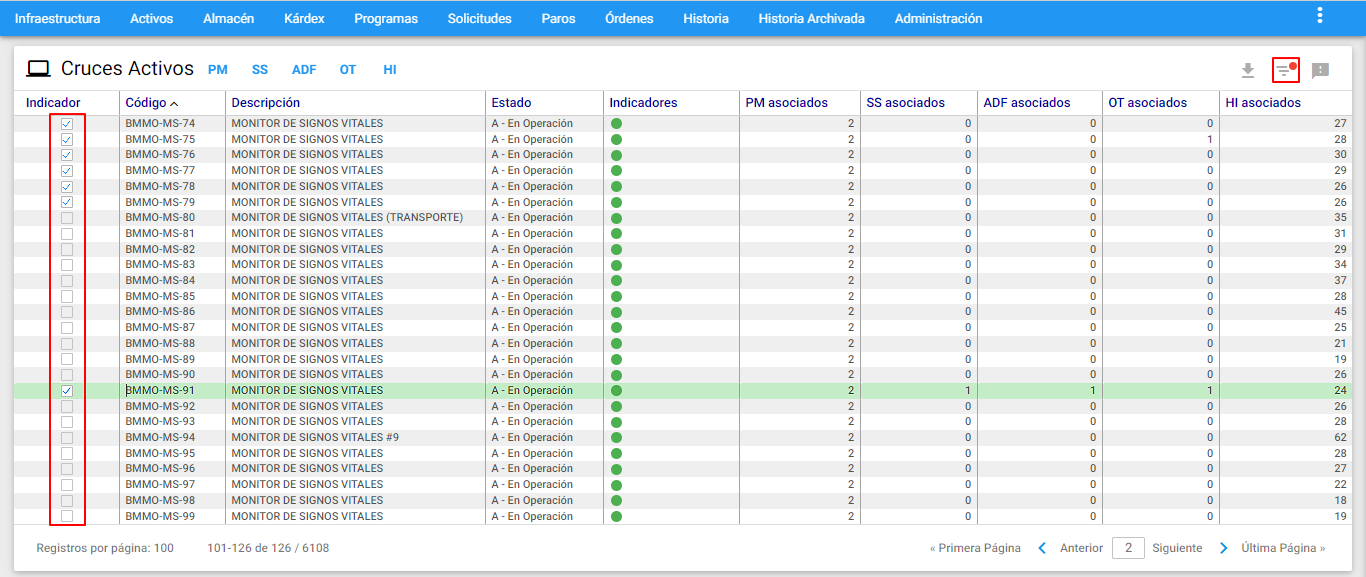 Infraestructura Activos Almacén Kárdex Programas Solicitudes Paros Órdenes Historia Historia Archivada Administración
Cruces Activos PM SS ADF OT HI
Indicador Código Descripción Estado Indicadores PM asociados SS asociados ADF asociados OT asociados HI asociados
BMMO-MS-74 MONITOR DE SIGNOS VITALES A - En Operación 2 0 0 0 27
BMMO-MS-75 MONITOR DE SIGNOS VITALES A - En Operación 2 0 0 1 28
BMMO-MS-76 MONITOR DE SIGNOS VITALES A - En Operación 2 0 0 0 30
BMMO-MS-77 MONITOR DE SIGNOS VITALES A - En Operación 2 0 0 0 29
BMMO-MS-78 MONITOR DE SIGNOS VITALES A - En Operación 2 0 0 0 26
BMMO-MS-79 MONITOR DE SIGNOS VITALES A - En Operación 2 0 0 0 26
BMMO-MS-80 MONITOR DE SIGNOS VITALES (TRANSPORTE) A - En Operación 2 0 0 0 35
BMMO-MS-81 MONITOR DE SIGNOS VITALES A - En Operación 2 0 0 0 31
BMMO-MS-82 MONITOR DE SIGNOS VITALES A - En Operación 2 0 0 0 29
BMMO-MS-83 MONITOR DE SIGNOS VITALES A - En Operación 2 0 0 0 34
BMMO-MS-84 MONITOR DE SIGNOS VITALES A - En Operación 2 0 0 0 37
BMMO-MS-85 MONITOR DE SIGNOS VITALES A - En Operación 2 0 0 0 28
BMMO-MS-86 MONITOR DE SIGNOS VITALES A - En Operación 2 0 0 0 45
BMMO-MS-87 MONITOR DE SIGNOS VITALES A - En Operación 2 0 0 0 25
BMMO-MS-88 MONITOR DE SIGNOS VITALES A - En Operación 2 0 0 0 21
BMMO-MS-89 MONITOR DE SIGNOS VITALES A - En Operación 2 0 0 0 19
BMMO-MS-90 MONITOR DE SIGNOS VITALES A - En Operación 2 0 0 0 26
BMMO-MS-91 MONITOR DE SIGNOS VITALES A - En Operación 2 1 1 1 24
BMMO-MS-92 MONITOR DE SIGNOS VITALES A - En Operación 2 0 0 0 26
BMMO-MS-93 MONITOR DE SIGNOS VITALES A - En Operación 2 0 0 0 28
BMMO-MS-94 MONITOR DE SIGNOS VITALES #9 A - En Operación 2 0 0 0 62
BMMO-MS-95 MONITOR DE SIGNOS VITALES A - En Operación 2 0 0 0 28
BMMO-MS-96 MONITOR DE SIGNOS VITALES A - En Operación 2 0 0 0 27
BMMO-MS-97 MONITOR DE SIGNOS VITALES A - En Operación 2 0 0 0 22
BMMO-MS-98 MONITOR DE SIGNOS VITALES A - En Operación 2 0 0 0 18
BMMO-MS-99 MONITOR DE SIGNOS VITALES A - En Operación 2 0 0 0 19
Registros por página: 100 101-126 de 126 / 6108 « Primera Página Anterior 2 Siguiente Última Página »